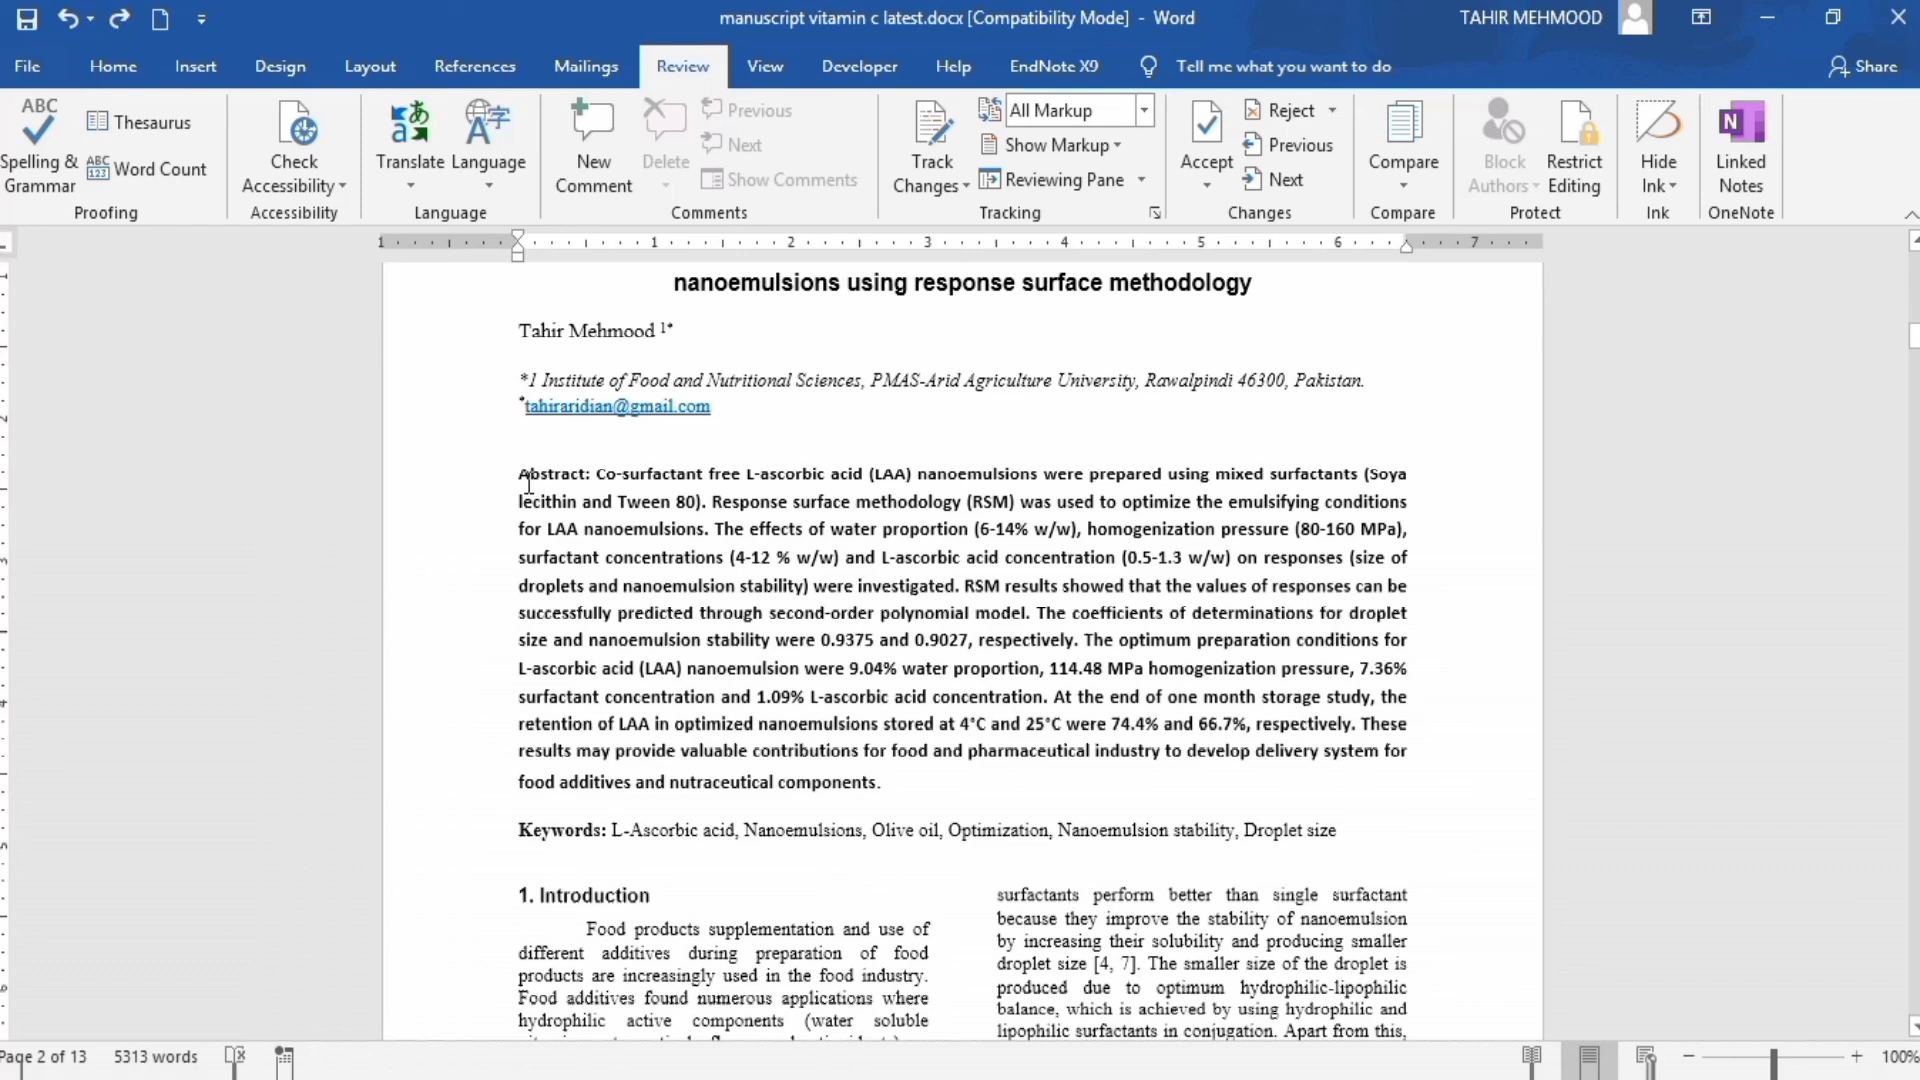 manuscript vitamin c latest.docx [Compatibility Mode] - Word
TAHIR MEHMOOD
File Home Insert Design Layout References Mailings Review View Developer Help EndNote X9 Tell me what you want to do Share
ABC
Spelling & Grammar
Thesaurus
ABC 123 Word Count
Proofing
Check Accessibility
Accessibility
Translate
Language
Language
New Comment
Delete
Previous
Next
Show Comments
Comments
Track Changes
All Markup
Show Markup
Reviewing Pane
Tracking
Accept
Reject
Previous
Next
Changes
Compare
Compare
Block Authors
Restrict Editing
Protect
Hide Ink
Ink
N
Linked Notes
OneNote
1 1 2 3 4 5 6 7
nanoemulsions using response surface methodology
Tahir Mehmood 1*
*1 Institute of Food and Nutritional Sciences, PMAS-Arid Agriculture University, Rawalpindi 46300, Pakistan.
*tahiraridian@gmail.com
Abstract: Co-surfactant free L-ascorbic acid (LAA) nanoemulsions were prepared using mixed surfactants (Soya
lecithin and Tween 80). Response surface methodology (RSM) was used to optimize the emulsifying conditions
for LAA nanoemulsions. The effects of water proportion (6-14% w/w), homogenization pressure (80-160 MPa),
surfactant concentrations (4-12 % w/w) and L-ascorbic acid concentration (0.5-1.3 w/w) on responses (size of
droplets and nanoemulsion stability) were investigated. RSM results showed that the values of responses can be
successfully predicted through second-order polynomial model. The coefficients of determinations for droplet
size and nanoemulsion stability were 0.9375 and 0.9027, respectively. The optimum preparation conditions for
L-ascorbic acid (LAA) nanoemulsion were 9.04% water proportion, 114.48 MPa homogenization pressure, 7.36%
surfactant concentration and 1.09% L-ascorbic acid concentration. At the end of one month storage study, the
retention of LAA in optimized nanoemulsions stored at 4°C and 25°C were 74.4% and 66.7%, respectively. These
results may provide valuable contributions for food and pharmaceutical industry to develop delivery system for
food additives and nutraceutical components.
Keywords: L-Ascorbic acid, Nanoemulsions, Olive oil, Optimization, Nanoemulsion stability, Droplet size
1. Introduction
Food products supplementation and use of
different additives during preparation of food
products are increasingly used in the food industry.
Food additives found numerous applications where
hydrophilic active components (water soluble
surfactants perform better than single surfactant
because they improve the stability of nanoemulsion
by increasing their solubility and producing smaller
droplet size [4, 7]. The smaller size of the droplet is
produced due to optimum hydrophilic-lipophilic
balance, which is achieved by using hydrophilic and
lipophilic surfactants in conjugation. Apart from this,
Page 2 of 13 5313 words
100%